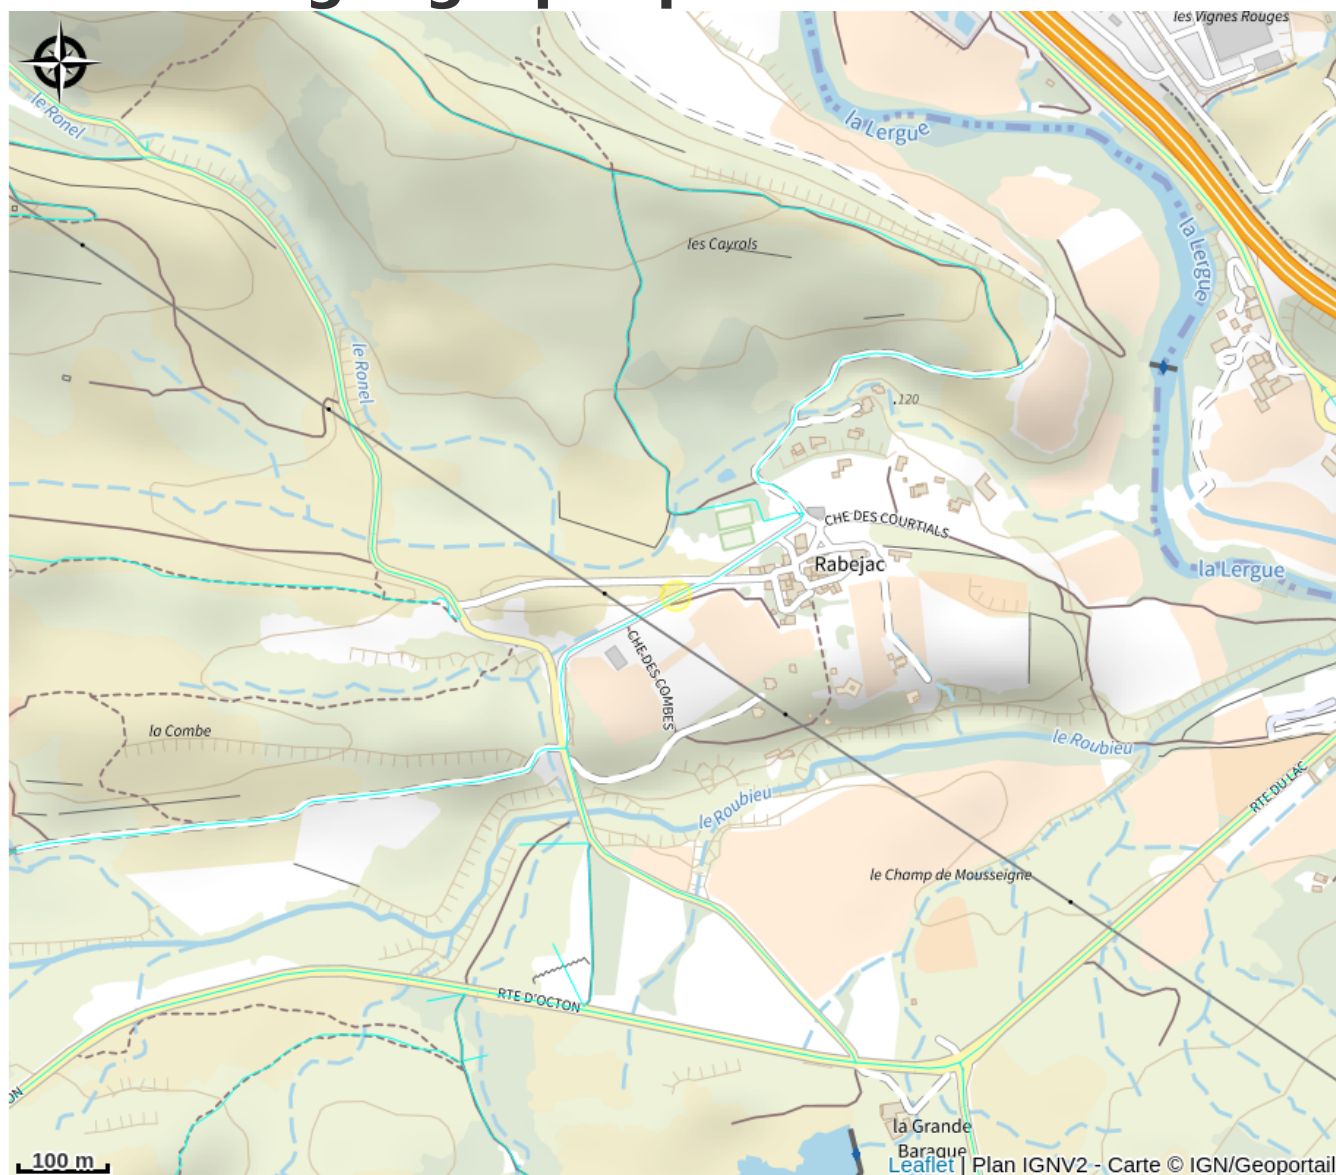 les Vignes Rouges
le Ronel
la Lergue
la Lergue
les Cayrals
le Ronel
.120
CHE DES COURTIALS
Rabejac
la Lergue
CHE DES COMBES
la Combe
le Roubieu
RTE DU LAC
le Roubieu
le Champ de Mousseigne
RTE D'OCTON
ON
la Grande
Baraque
100 m
Leaflet | Plan IGNV2 - Carte © IGN/Geoportail